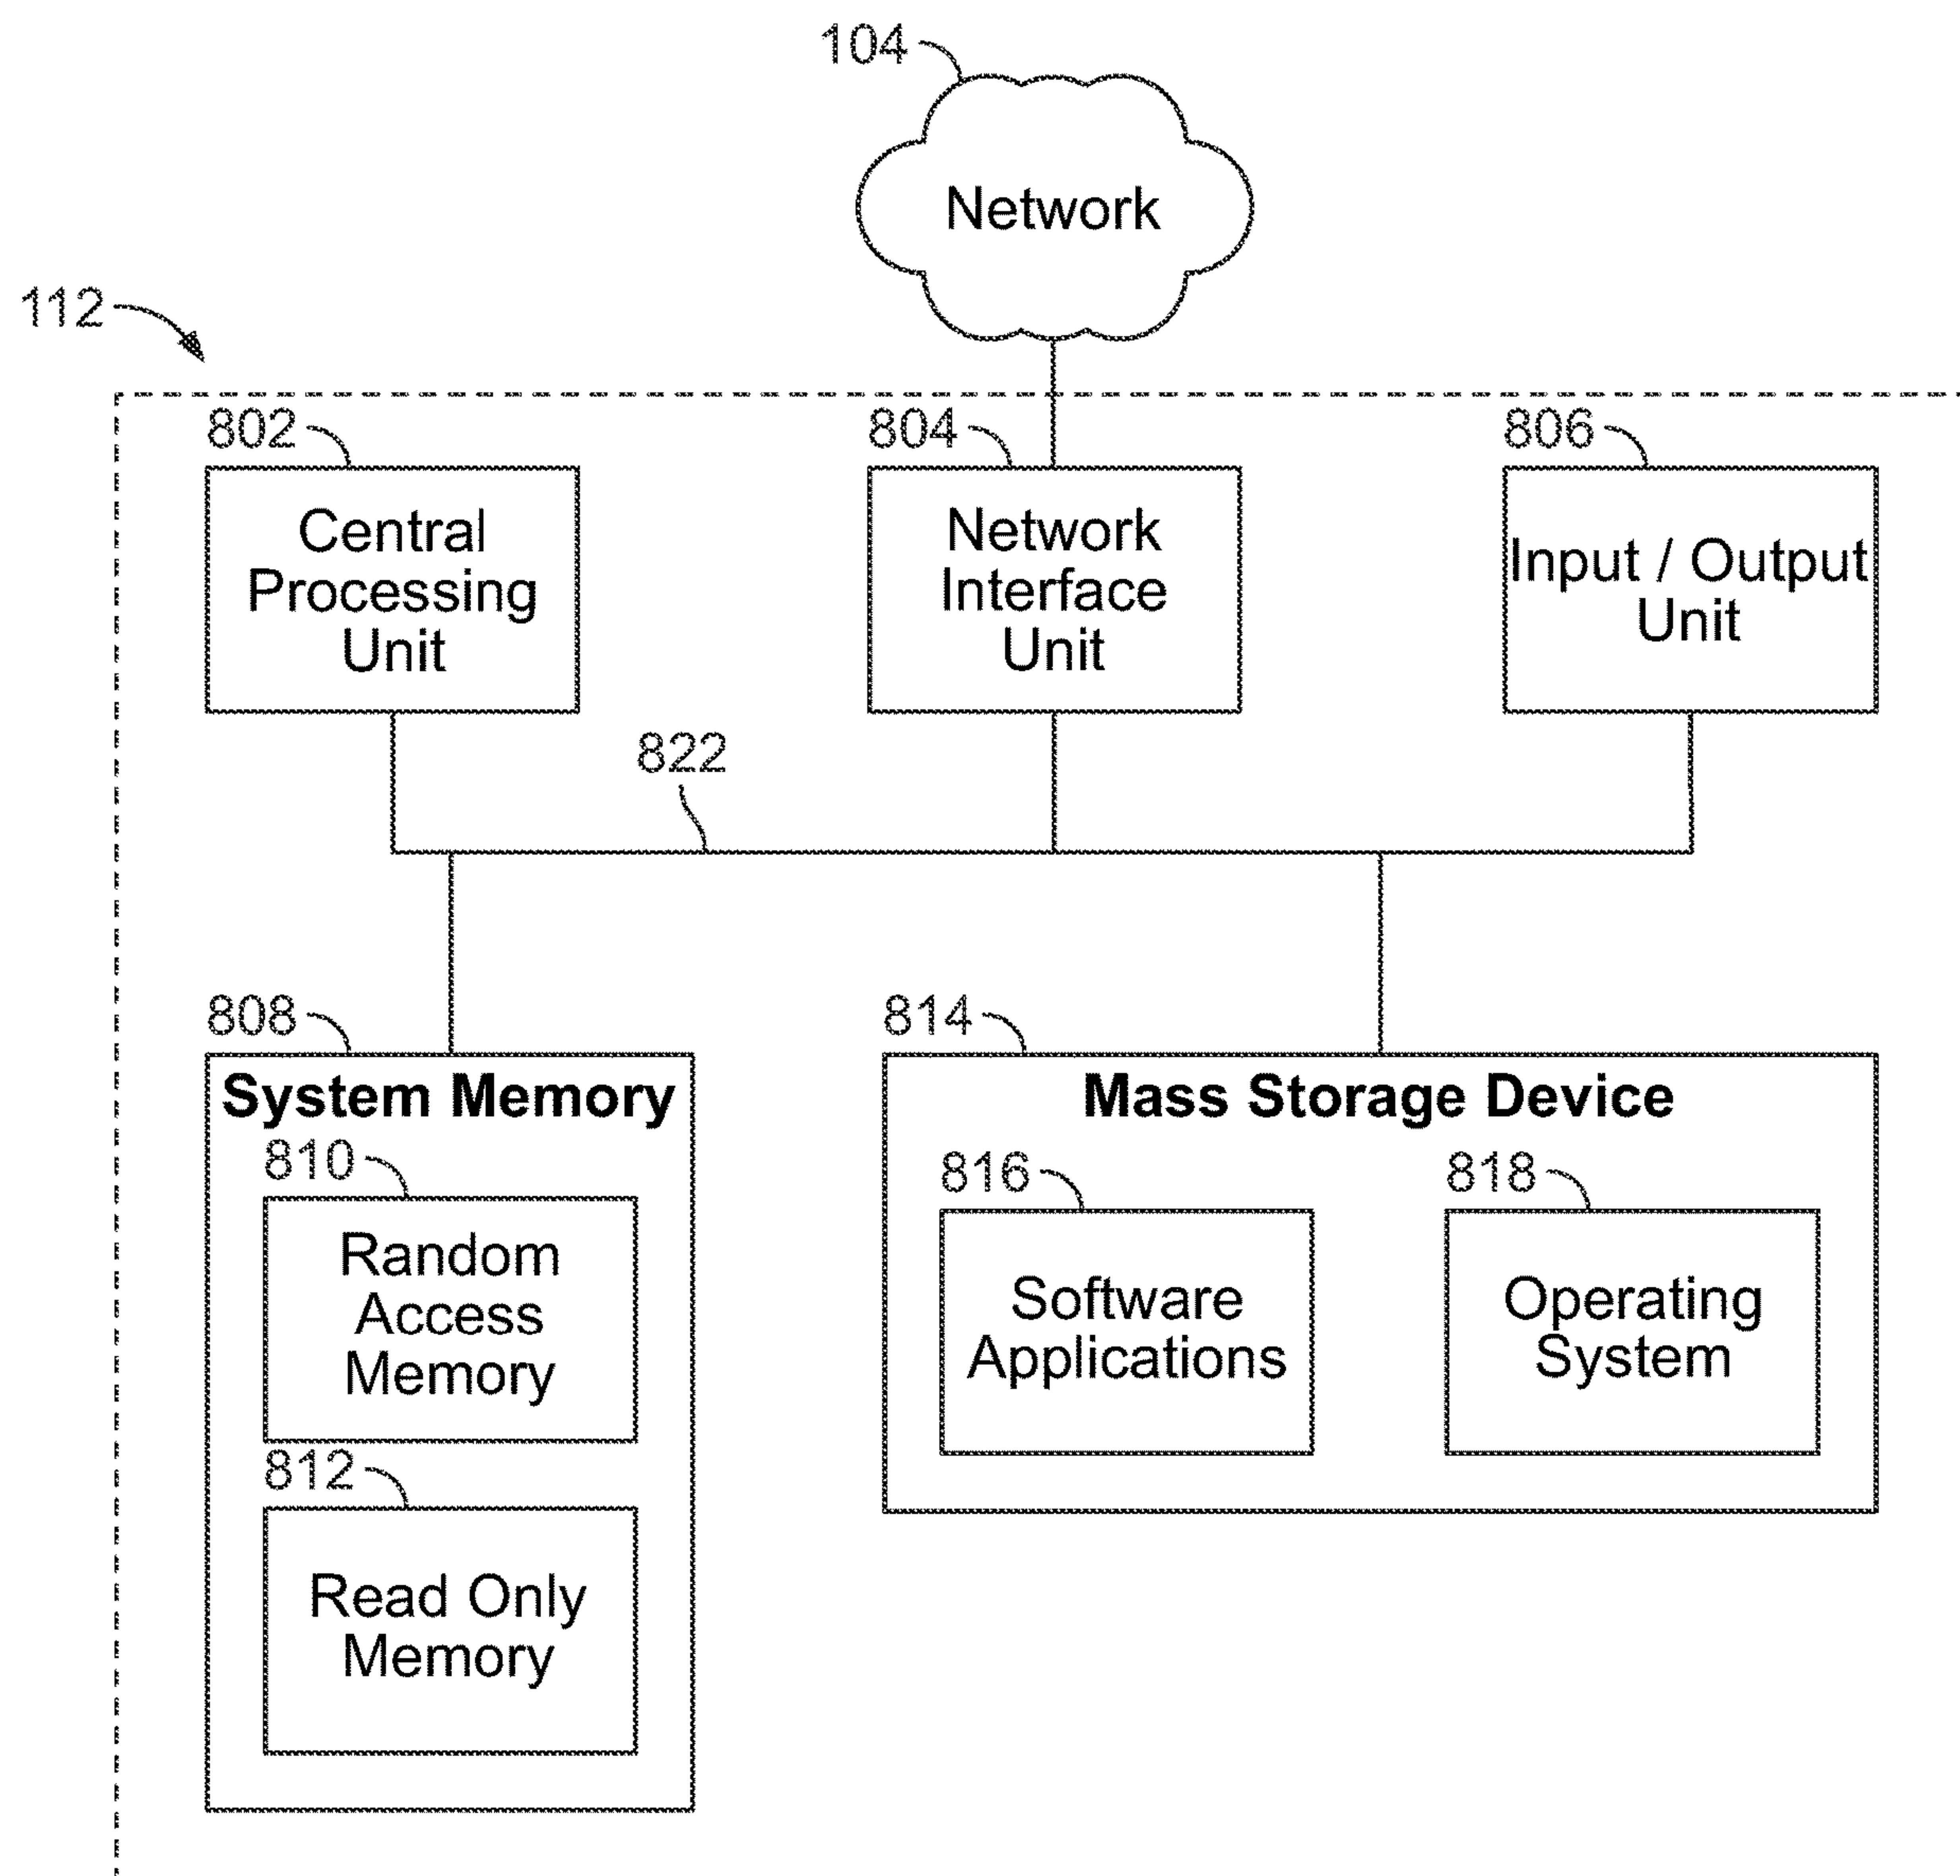 104
Network
112
802
804
806
Central
Processing
Unit
Network
Interface
Unit
Input / Output
Unit
822
808
814
System Memory
Mass Storage Device
810
816
818
Random
Access
Memory
Software
Applications
Operating
System
812
Read Only
Memory